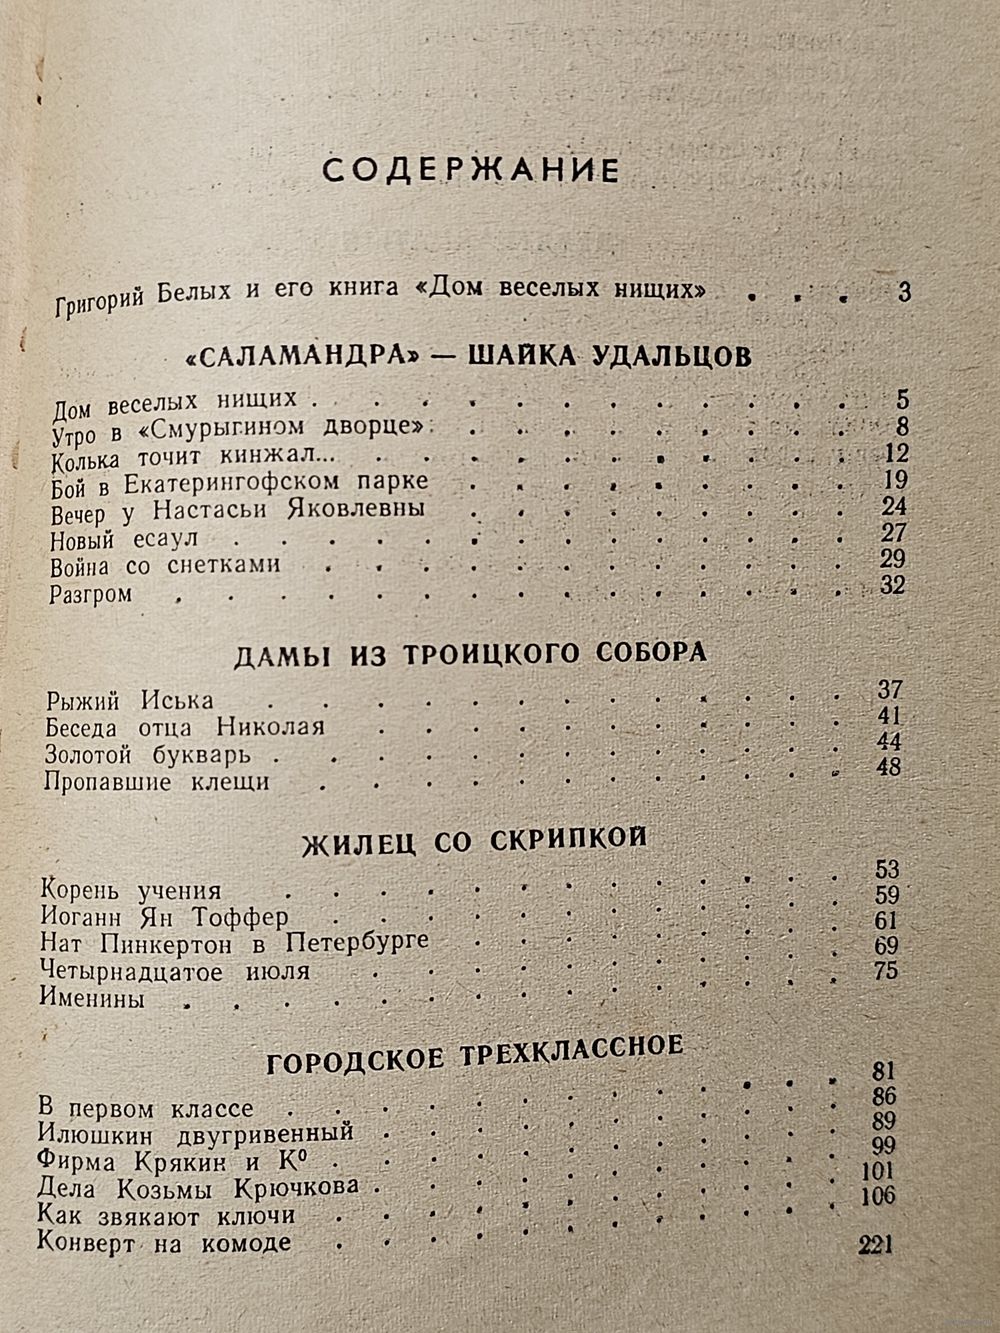 СОДЕРЖАНИЕ
Григорий Белых и его книга «Дом веселых нищих» . . . 3
«САЛАМАНДРА» — ШАЙКА УДАЛЬЦОВ
Дом веселых нищих . . . . . . . . . . . . 5
Утро в «Смурыгином дворце» . . . . . . . . . 8
Колька точит кинжал... . . . . . . . . . . . 12
Бой в Екатерингофском парке . . . . . . . . . 19
Вечер у Настасьи Яковлевны . . . . . . . . . 24
Новый есаул . . . . . . . . . . . . . . 27
Война со снетками . . . . . . . . . . . . 29
Разгром . . . . . . . . . . . . . . . 32
ДАМЫ ИЗ ТРОИЦКОГО СОБОРА
Рыжий Иська . . . . . . . . . . . . . 37
Беседа отца Николая . . . . . . . . . . . 41
Золотой букварь . . . . . . . . . . . . . 44
Пропавшие клещи . . . . . . . . . . . . 48
ЖИЛЕЦ СО СКРИПКОЙ
Корень учения . . . . . . . . . . . . . 53
Иоганн Ян Тоффер . . . . . . . . . . . . 59
Нат Пинкертон в Петербурге . . . . . . . . . 61
Четырнадцатое июля . . . . . . . . . . . 69
Именины . . . . . . . . . . . . . . . 75
ГОРОДСКОЕ ТРЕХКЛАССНОЕ
В первом классе . . . . . . . . . . . . . 81
Илюшкин двугривенный . . . . . . . . . . . 86
Фирма Крякин и К⁰ . . . . . . . . . . . . 89
Дела Козьмы Крючкова . . . . . . . . . . . 99
Как звякают ключи . . . . . . . . . . . . 101
Конверт на комоде . . . . . . . . . . . . 106
221